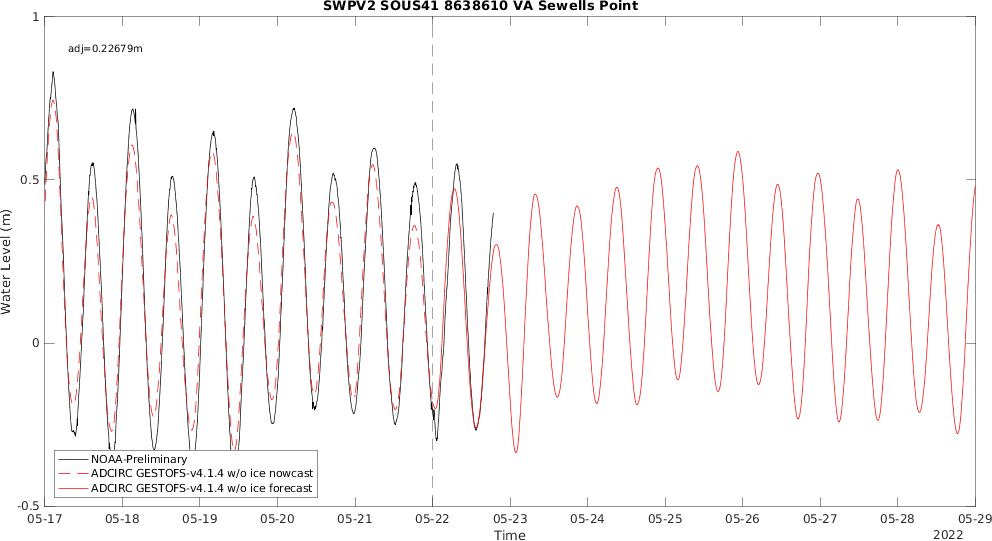 SWPV2 SOUS41 8638610 VA Sewells Point
adj=0.22679m
Water Level (m)
1
0.5
0
-0.5
NOAA-Preliminary
ADCIRC GESTOFS-v4.1.4 w/o ice nowcast
ADCIRC GESTOFS-v4.1.4 w/o ice forecast
05-17 05-18 05-19 05-20 05-21 05-22 05-23 05-24 05-25 05-26 05-27 05-28 05-29
Time
2022